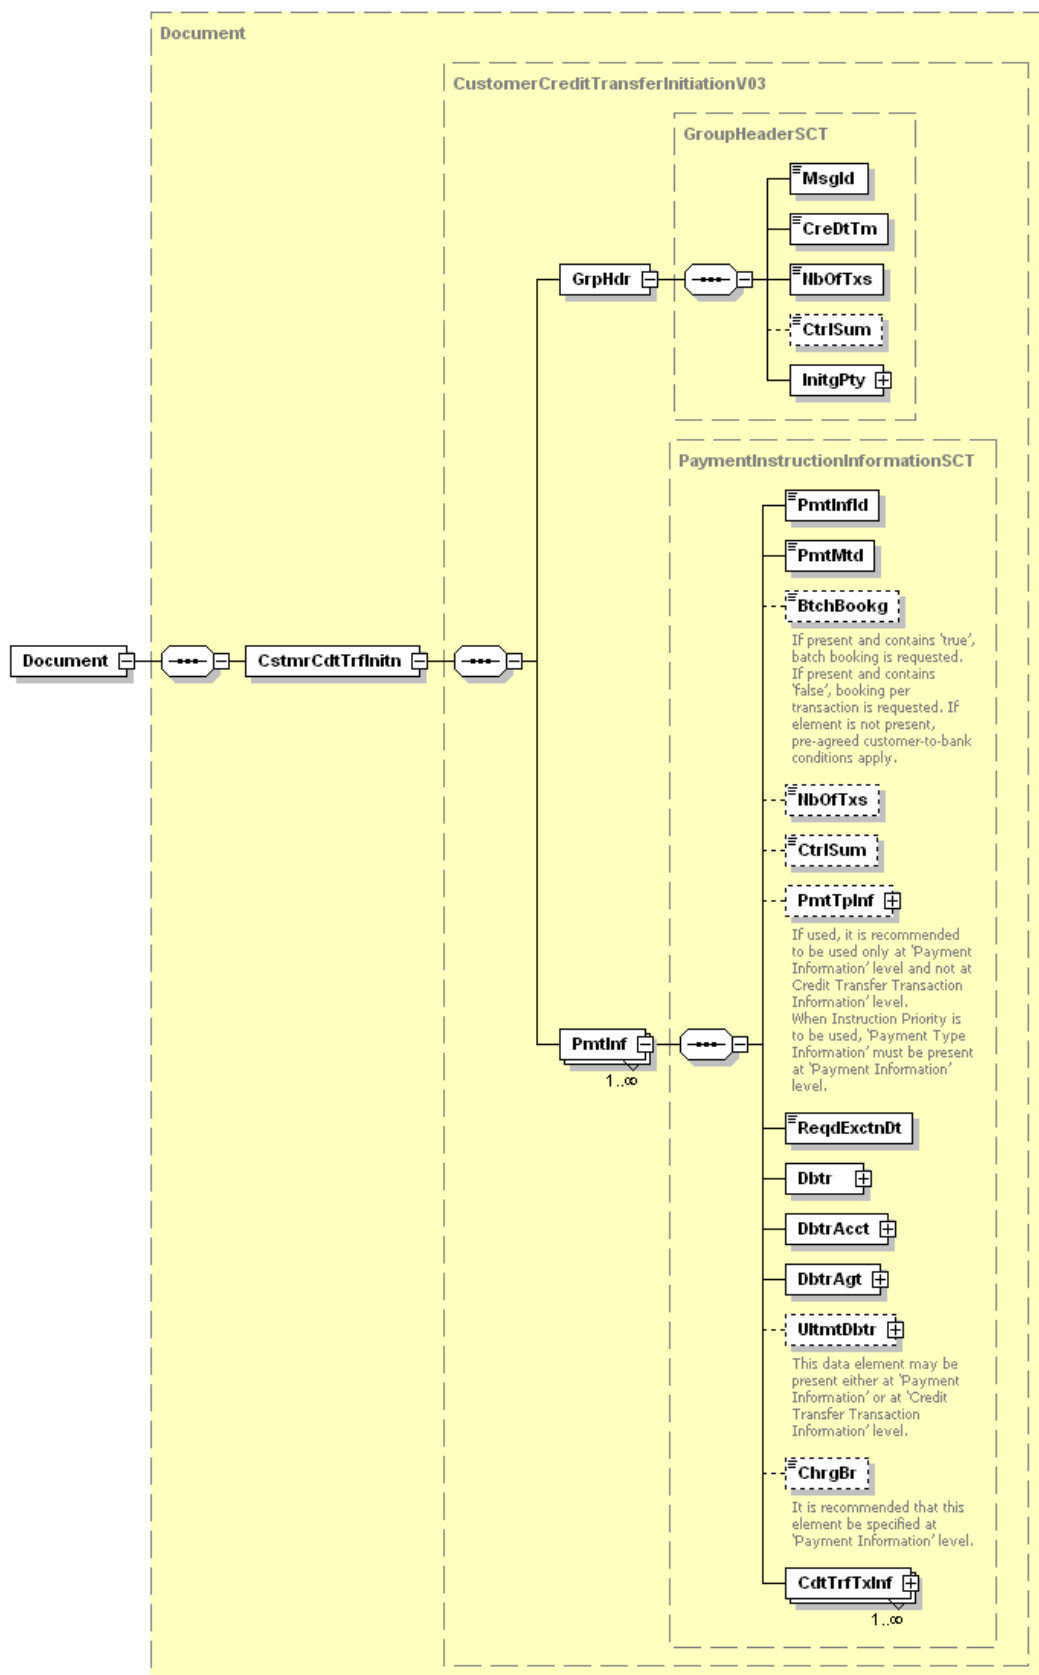 Document
CustomerCreditTransferInitiationV03
GroupHeaderSCT
MsgId
CreDtTm
GrpHdr
NbOfTxs
CtrlSum
InitgPty
PaymentInstructionInformationSCT
PmtInfId
PmtMtd
BtchBookg
If present and contains 'true',
batch booking is requested.
If present and contains
'false', booking per
transaction is requested. If
element is not present,
pre-agreed customer-to-bank
conditions apply.
Document
CstmrCdtTrfInitn
NbOfTxs
CtrlSum
PmtTpInf
If used, it is recommended
to be used only at 'Payment
Information' level and not at
Credit Transfer Transaction
Information' level.
When Instruction Priority is
to be used, 'Payment Type
Information' must be present
at 'Payment Information'
level.
PmtInf
1..∞
ReqdExctnDt
Dbtr
DbtrAcct
DbtrAgt
UltmtDbtr
This data element may be
present either at 'Payment
Information' or at 'Credit
Transfer Transaction
Information' level.
ChrgBr
It is recommended that this
element be specified at
'Payment Information' level.
CdtTrfTxInf
1..∞